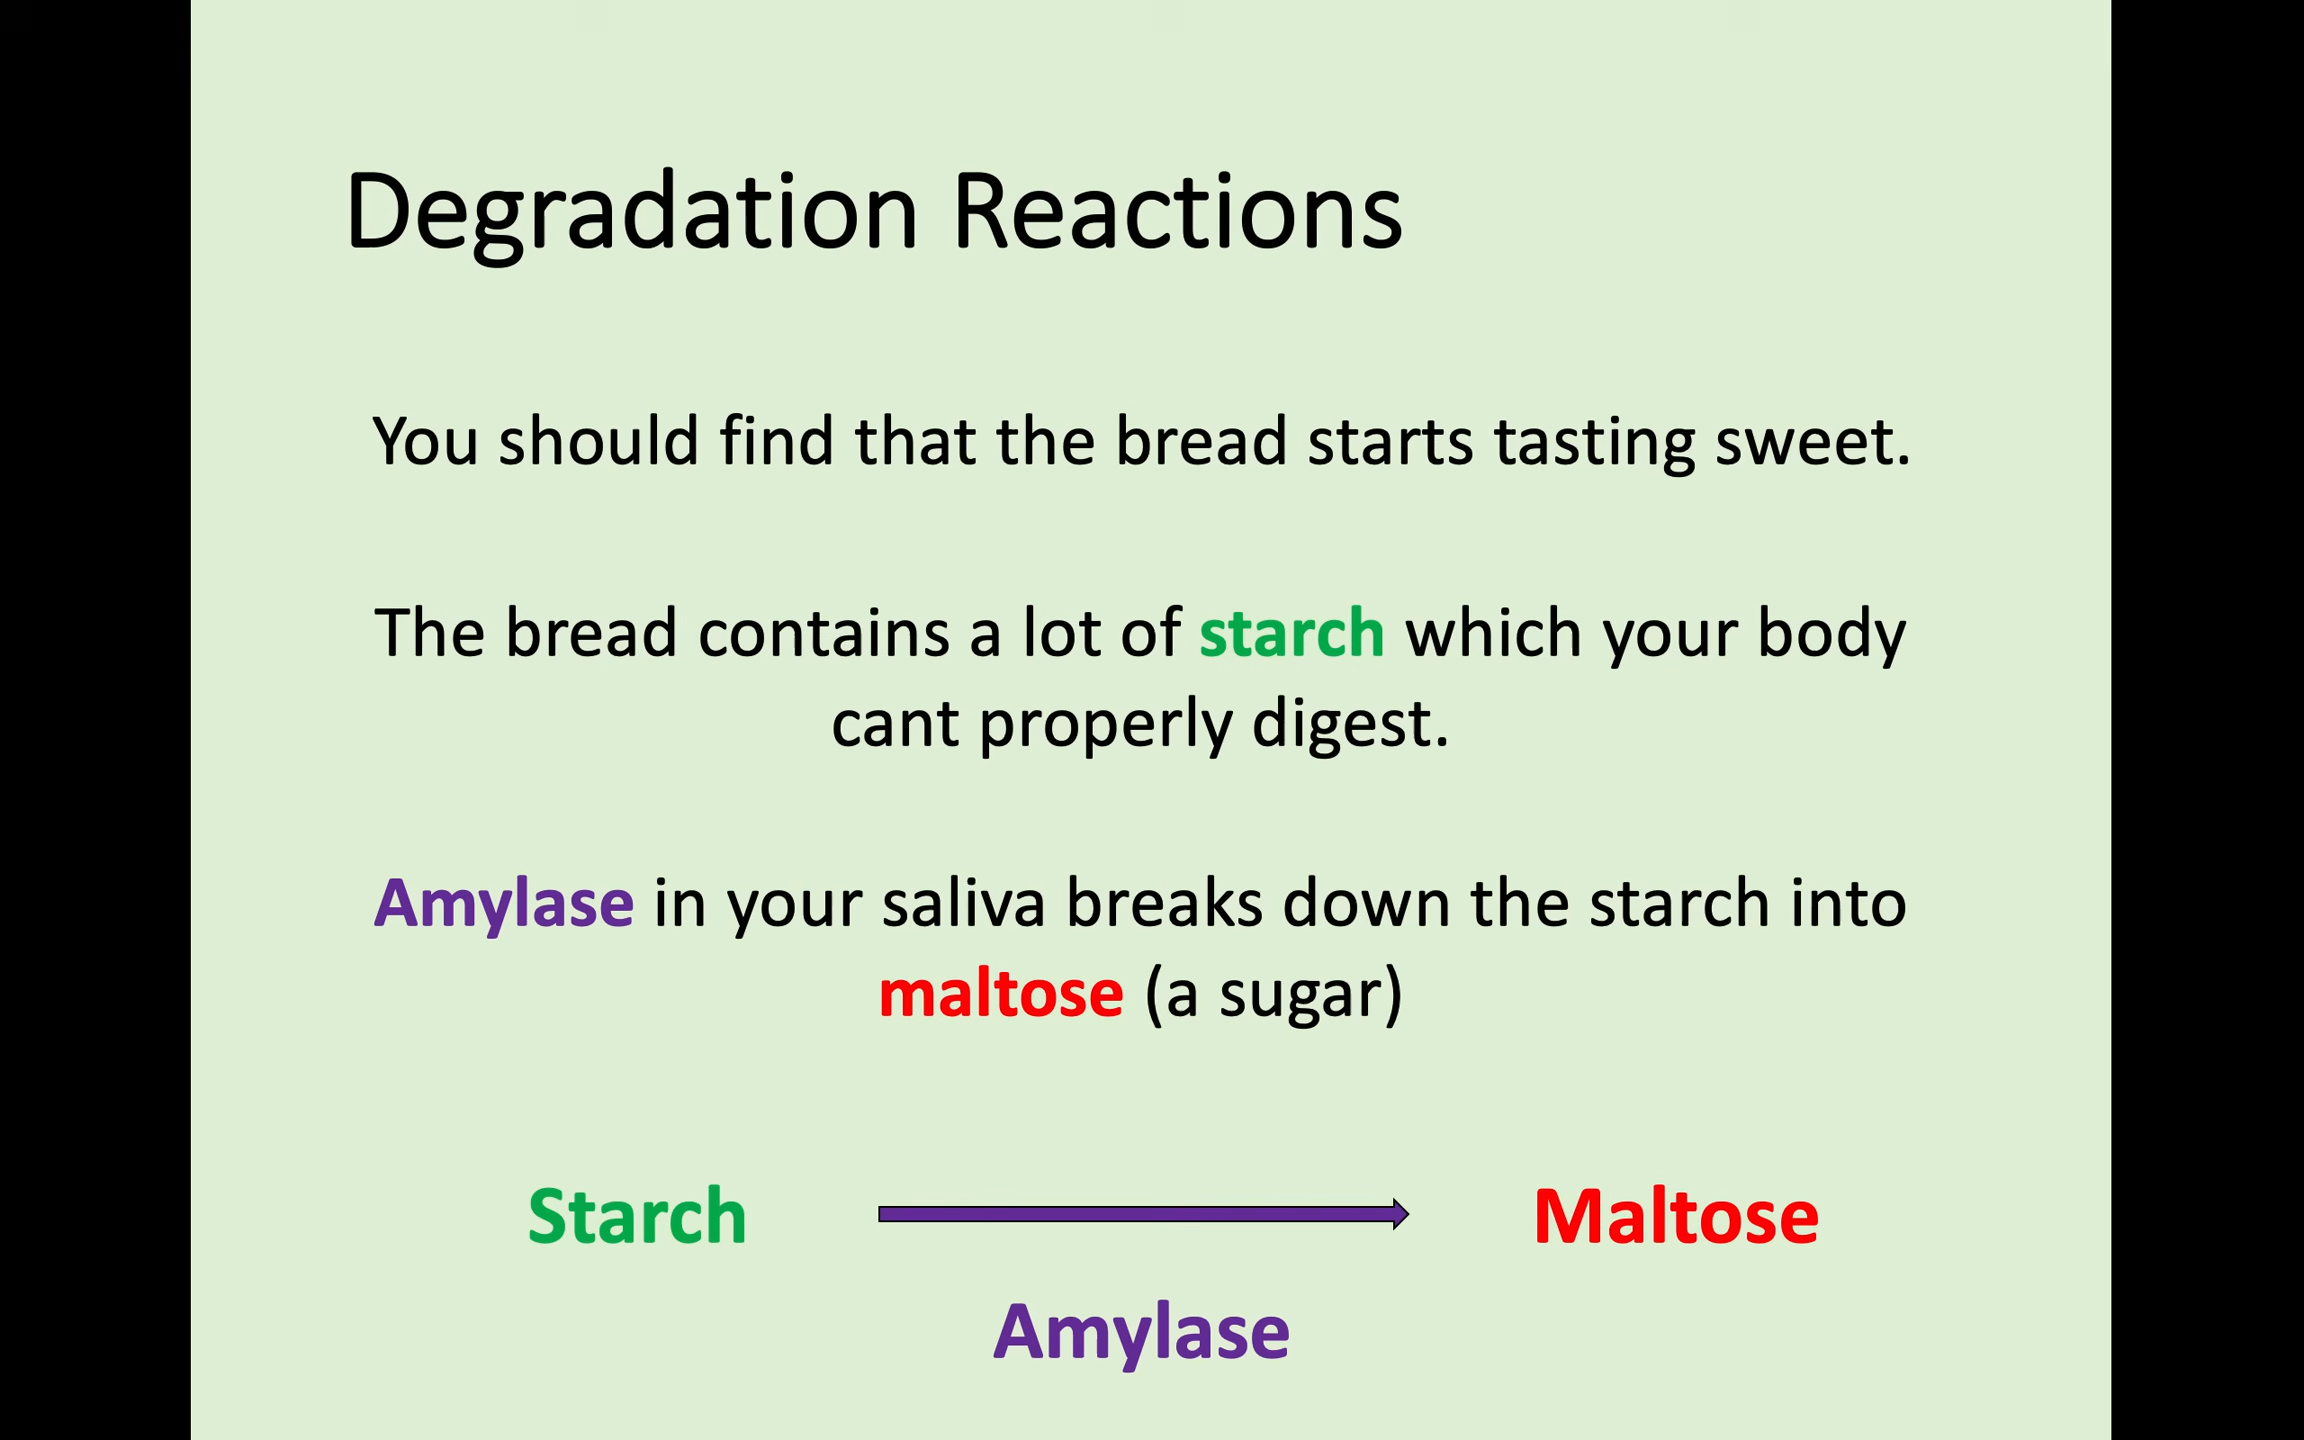 Degradation Reactions
You should find that the bread starts tasting sweet.
The bread contains a lot of starch which your body
cant properly digest.
Amylase in your saliva breaks down the starch into
maltose (a sugar)
Starch Maltose
Amylase